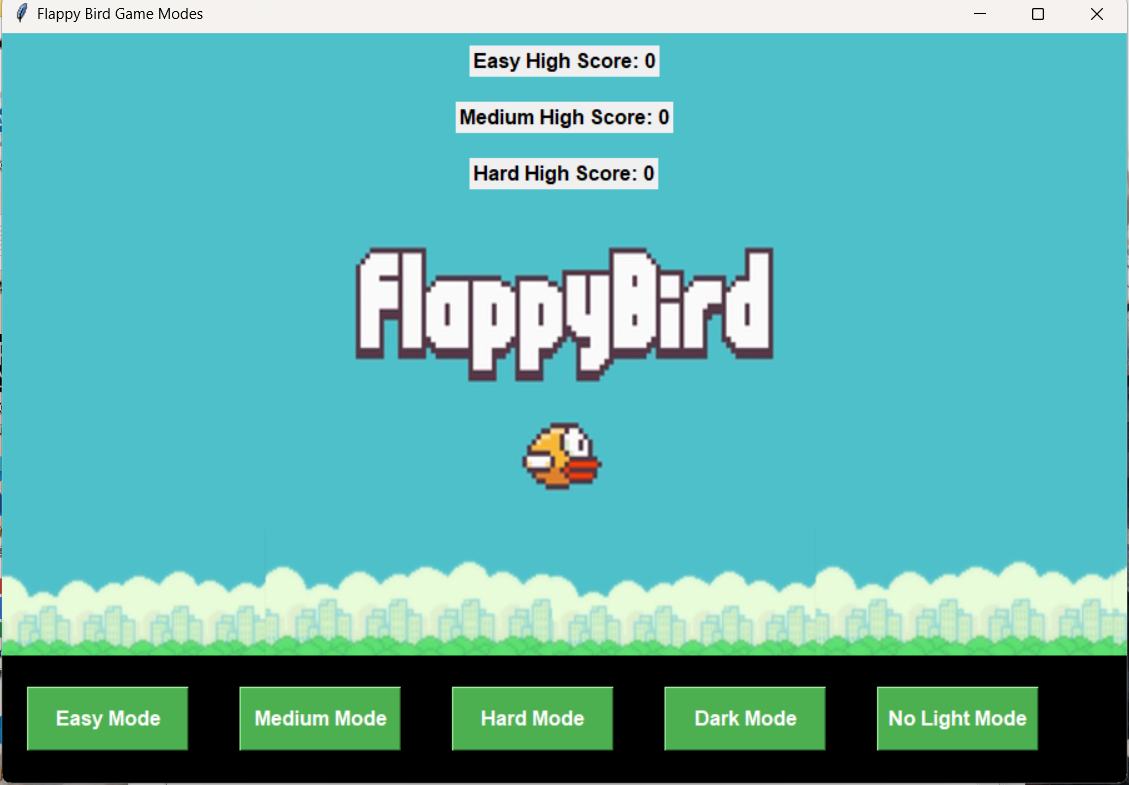 Flappy Bird Game Modes
Easy High Score: 0
Medium High Score: 0
Hard High Score: 0
FlappyBird
Easy Mode
Medium Mode
Hard Mode
Dark Mode
No Light Mode